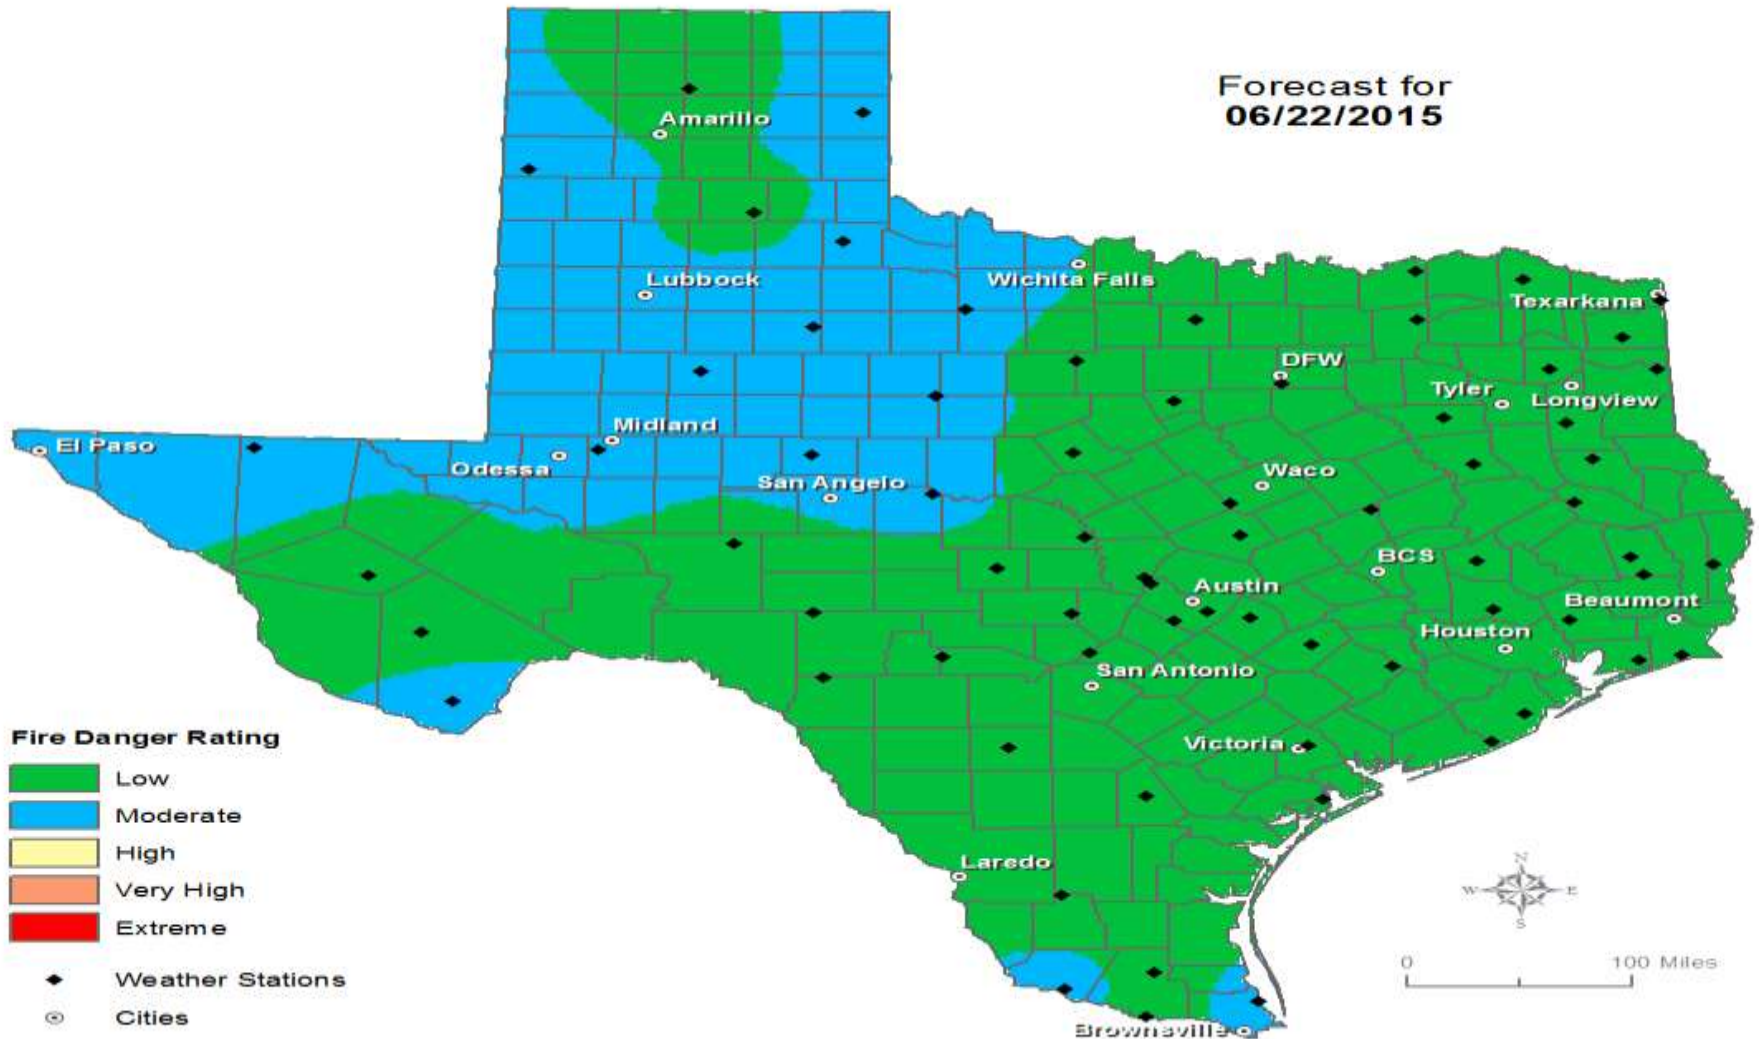 Forecast for
06/22/2015
Amarillo
Lubbock
Wichita Falls
Texarkana
DFW
Tyler
Longview
Midland
El Paso
Odessa
San Angelo
Waco
BCS
Austin
Beaumont
Houston
San Antonio
Victoria
Laredo
Brownsville
Fire Danger Rating
Low
Moderate
High
Very High
Extreme
Weather Stations
Cities
N
W E
S
0 100 Miles